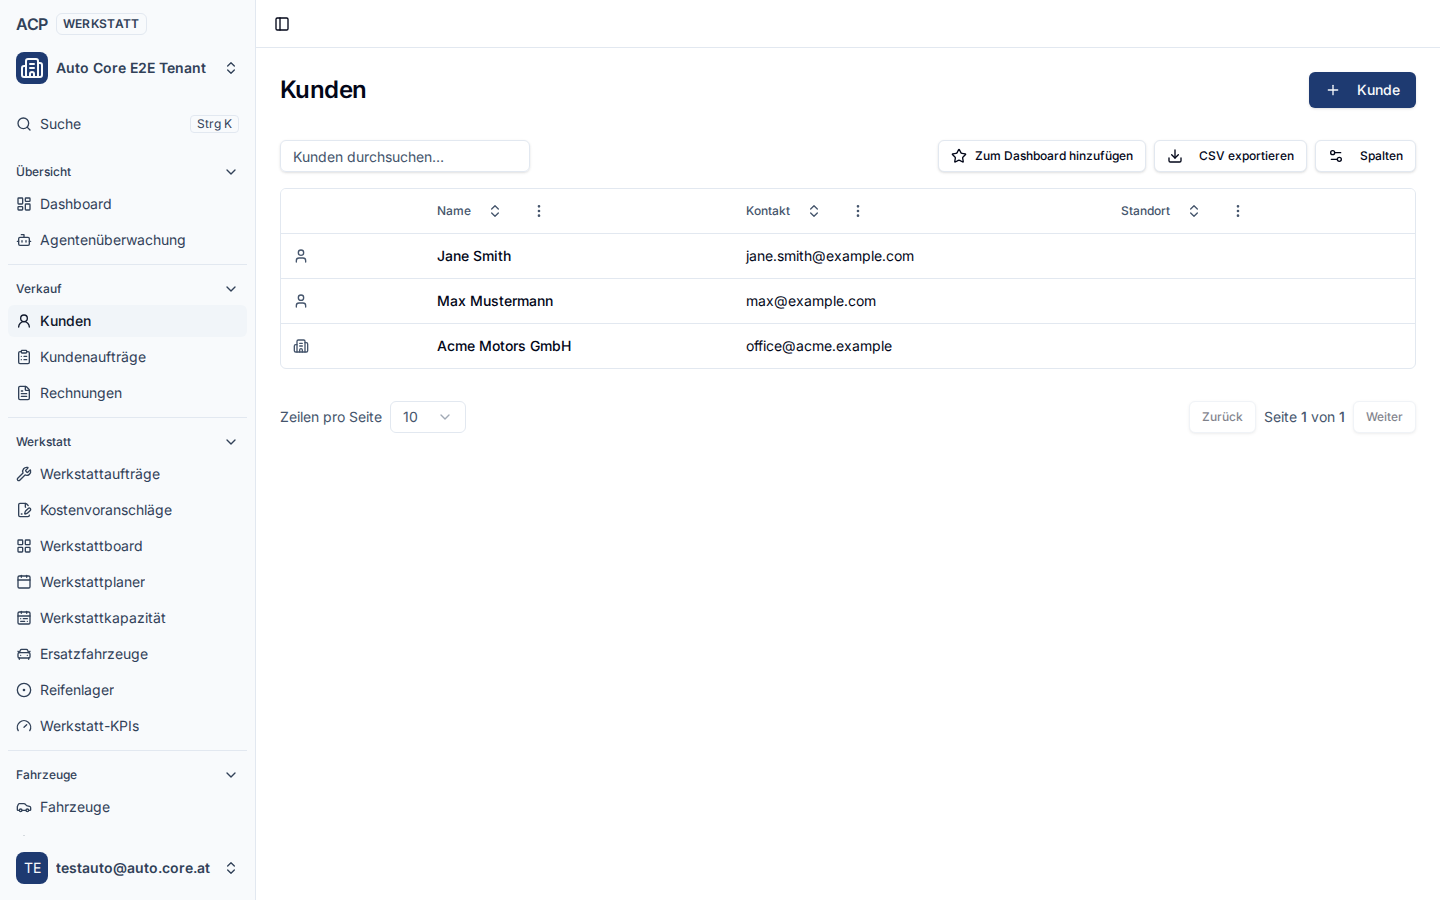 ACP WERKSTATT
Auto Core E2E Tenant
Suche Strg K
Übersicht
Dashboard
Agentenüberwachung
Verkauf
Kunden
Kundenaufträge
Rechnungen
Werkstatt
Werkstattaufträge
Kostenvoranschläge
Werkstattboard
Werkstattplaner
Werkstattkapazität
Ersatzfahrzeuge
Reifenlager
Werkstatt-KPIs
Fahrzeuge
Fahrzeuge
TE testauto@auto.core.at
Kunden
Kunde
Kunden durchsuchen...
Zum Dashboard hinzufügen
CSV exportieren
Spalten
Name Kontakt Standort
Jane Smith jane.smith@example.com
Max Mustermann max@example.com
Acme Motors GmbH office@acme.example
Zeilen pro Seite 10
Zurück Seite 1 von 1 Weiter